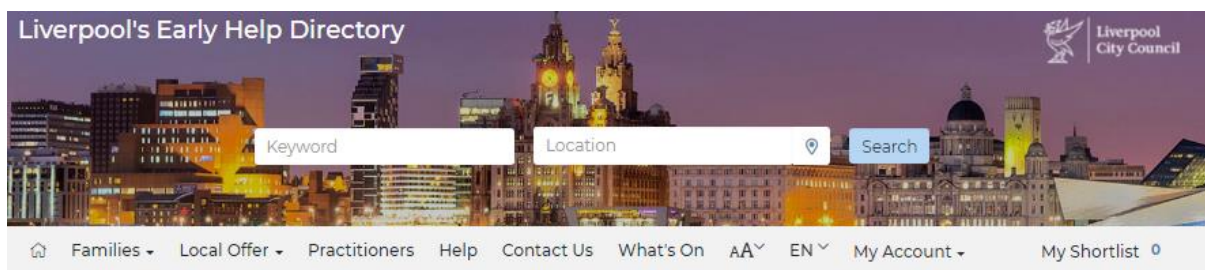 Liverpool's Early Help Directory
Liverpool
City Council
Keyword
Location
Search
Families
Local Offer
Practitioners
Help
Contact Us
What's On
AA
EN
My Account
My Shortlist 0